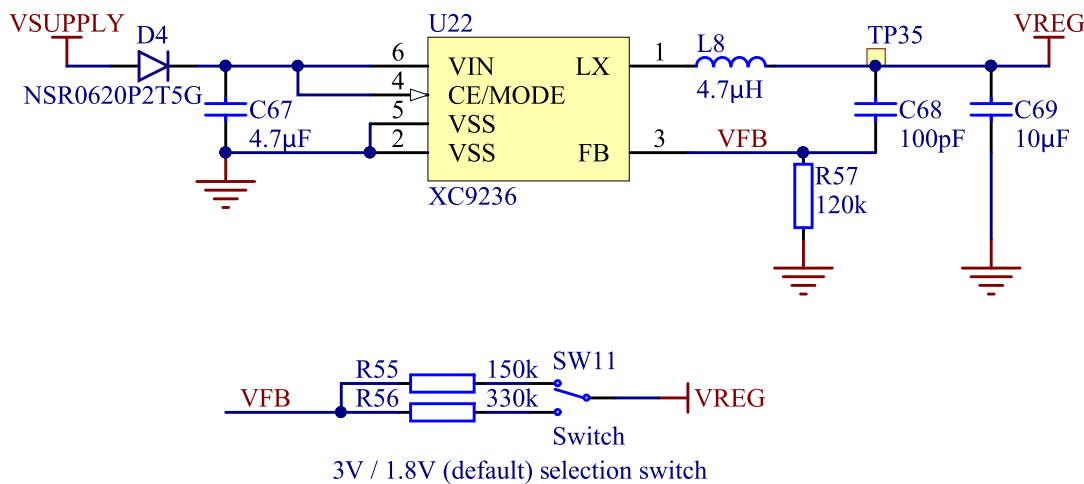 VSUPPLY
D4
NSR0620P2T5G
C67
4.7µF
U22
6
VIN
LX
1
4
CE/MODE
5
VSS
2
VSS
FB
3
XC9236
L8
4.7µH
TP35
VREG
VFB
C68
100pF
C69
10µF
R57
120k
VFB
R55
150k
R56
330k
SW11
Switch
VREG
3V / 1.8V (default) selection switch